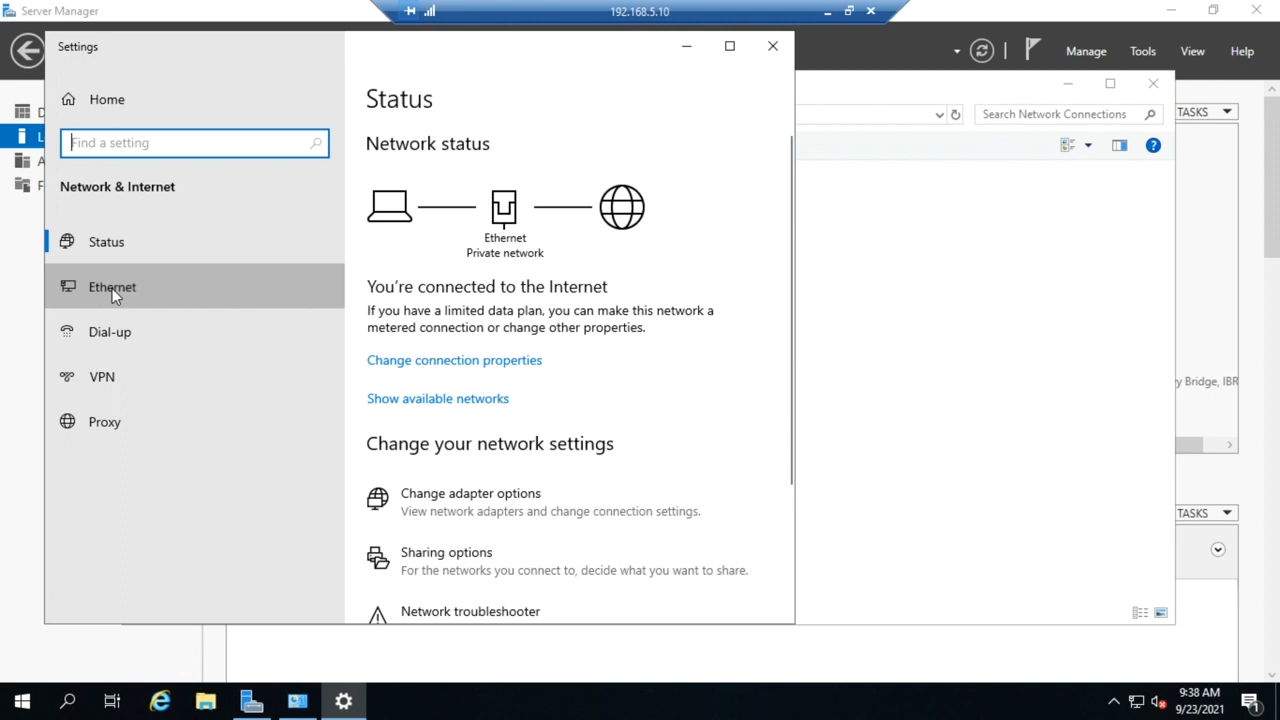 Server Manager
192.168.5.10
Manage
Tools
View
Help
Settings
Home
Find a setting
Network & Internet
Status
Ethernet
Dial-up
VPN
Proxy
Status
Network status
Ethernet
Private network
You're connected to the Internet
If you have a limited data plan, you can make this network a
metered connection or change other properties.
Change connection properties
Show available networks
Change your network settings
Change adapter options
View network adapters and change connection settings.
Sharing options
For the networks you connect to, decide what you want to share.
Network troubleshooter
Search Network Connections
TASKS
y Bridge, IBR
TASKS
D
L
A
F
9:38 AM
9/23/2021
1